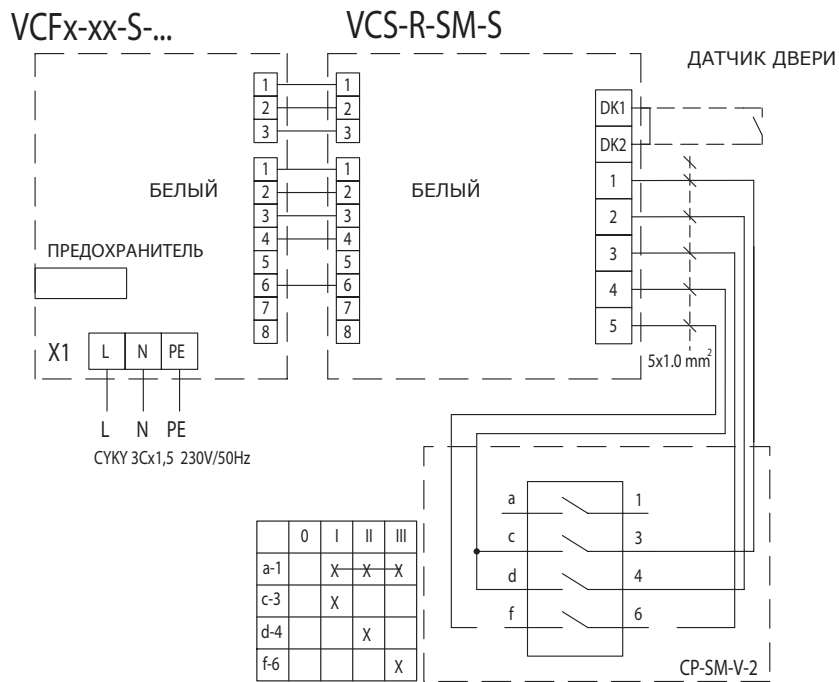 VCFx-xx-S-...
VCS-R-SM-S
ДАТЧИК ДВЕРИ
1
2
3
1
2
3
4
5
6
7
8
1
2
3
1
2
3
4
5
6
7
8
БЕЛЫЙ
БЕЛЫЙ
ПРЕДОХРАНИТЕЛЬ
DK1
DK2
1
2
3
4
5
5x1.0 mm²
X1
L N PE
L N PE
CYKY 3Cx1,5 230V/50Hz
a 1
c 3
d 4
f 6
CP-SM-V-2
0 I II III
a-1 X X X
c-3 X
d-4 X
f-6 X